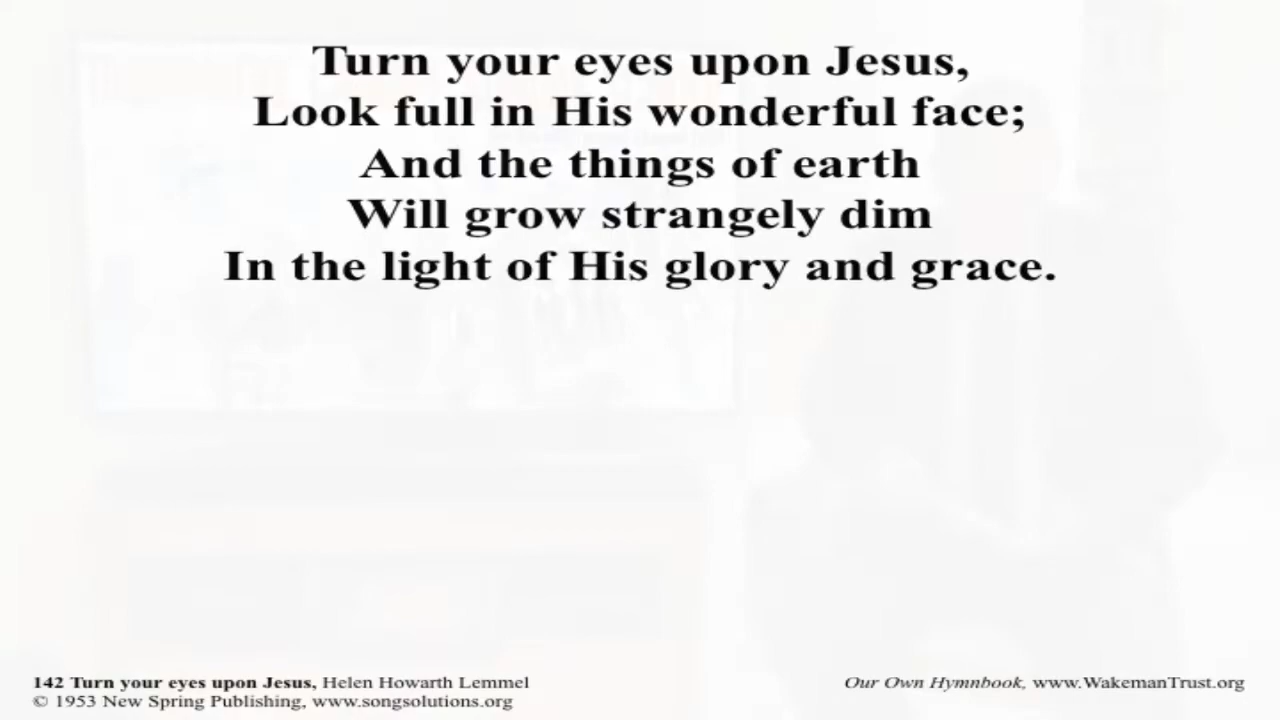 Turn your eyes upon Jesus,
Look full in His wonderful face;
And the things of earth
Will grow strangely dim
In the light of His glory and grace.
142 Turn your eyes upon Jesus, Helen Howarth Lemmel
© 1953 New Spring Publishing, www.songsolutions.org
Our Own Hymnbook, www.WakemanTrust.org